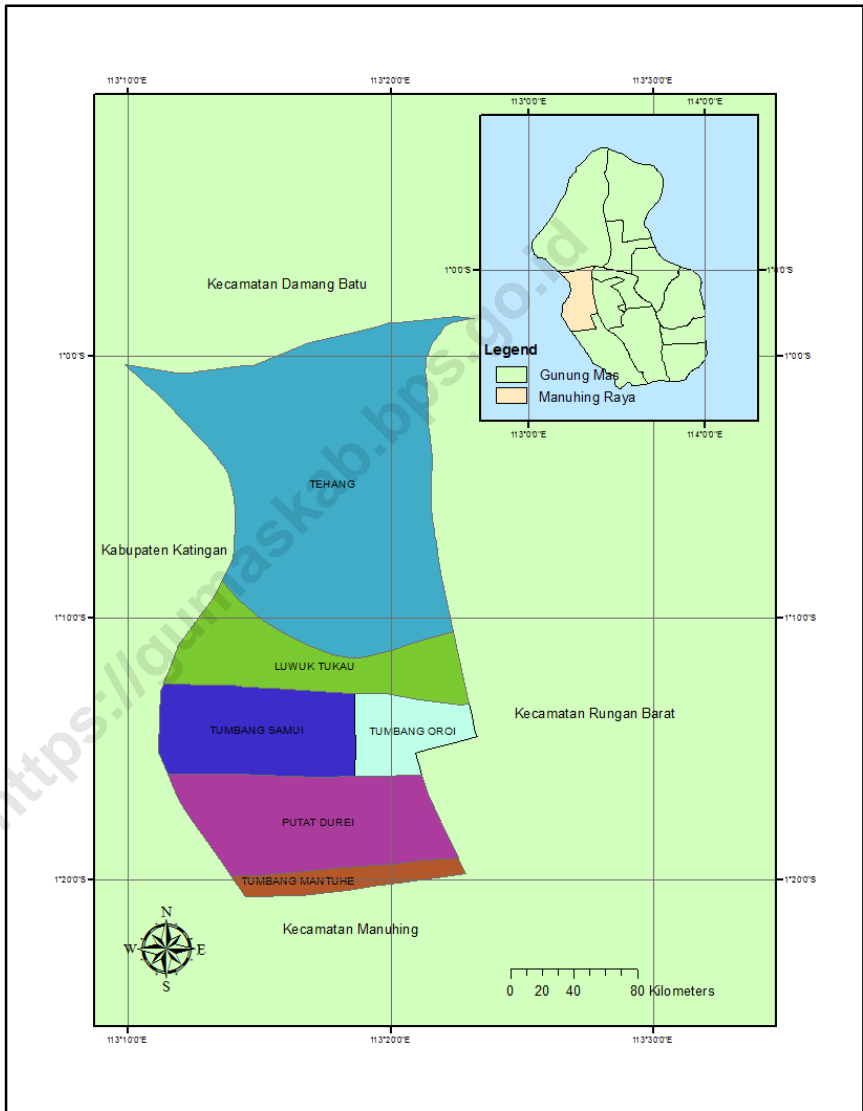 113°10'0"E 113°20'0"E 113°30'0"E
113°0'0"E 114°0'0"E
1°0'0"S
Legend
Gunung Mas
Manuhing Raya
113°0'0"E 114°0'0"E
Kecamatan Damang Batu
1°0'0"S 1°0'0"S
TEHANG
Kabupaten Katingan
1°10'0"S 1°10'0"S
LUWUK TUKAU
Kecamatan Rungan Barat
TUMBANG SAMUI TUMBANG OROI
PUTAT DUREI
1°20'0"S 1°20'0"S
TUMBANG MANTUHE
Kecamatan Manuhing
N
W E
S
0 20 40 80 Kilometers
113°10'0"E 113°20'0"E 113°30'0"E
https://gumaskab.bps.go.id